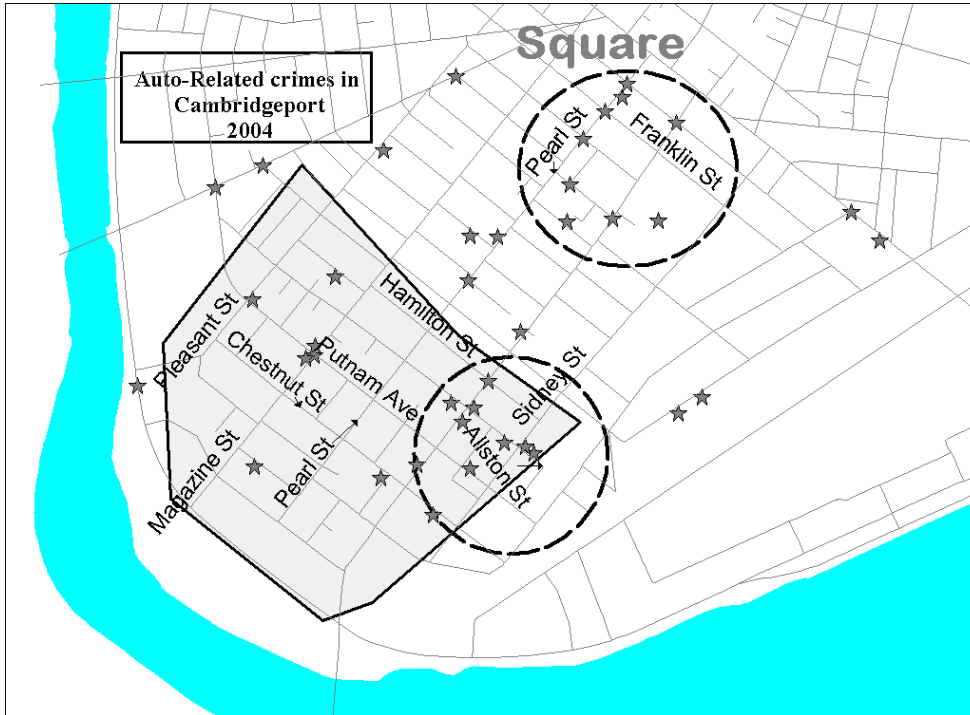 Square
Auto-Related crimes in
Cambridgeport
2004
Pearl St
Franklin St
Hamilton St
Pleasant St
Chestnut St
Putnam Ave
Sidney St
Allston St
Pearl St
Magazine St